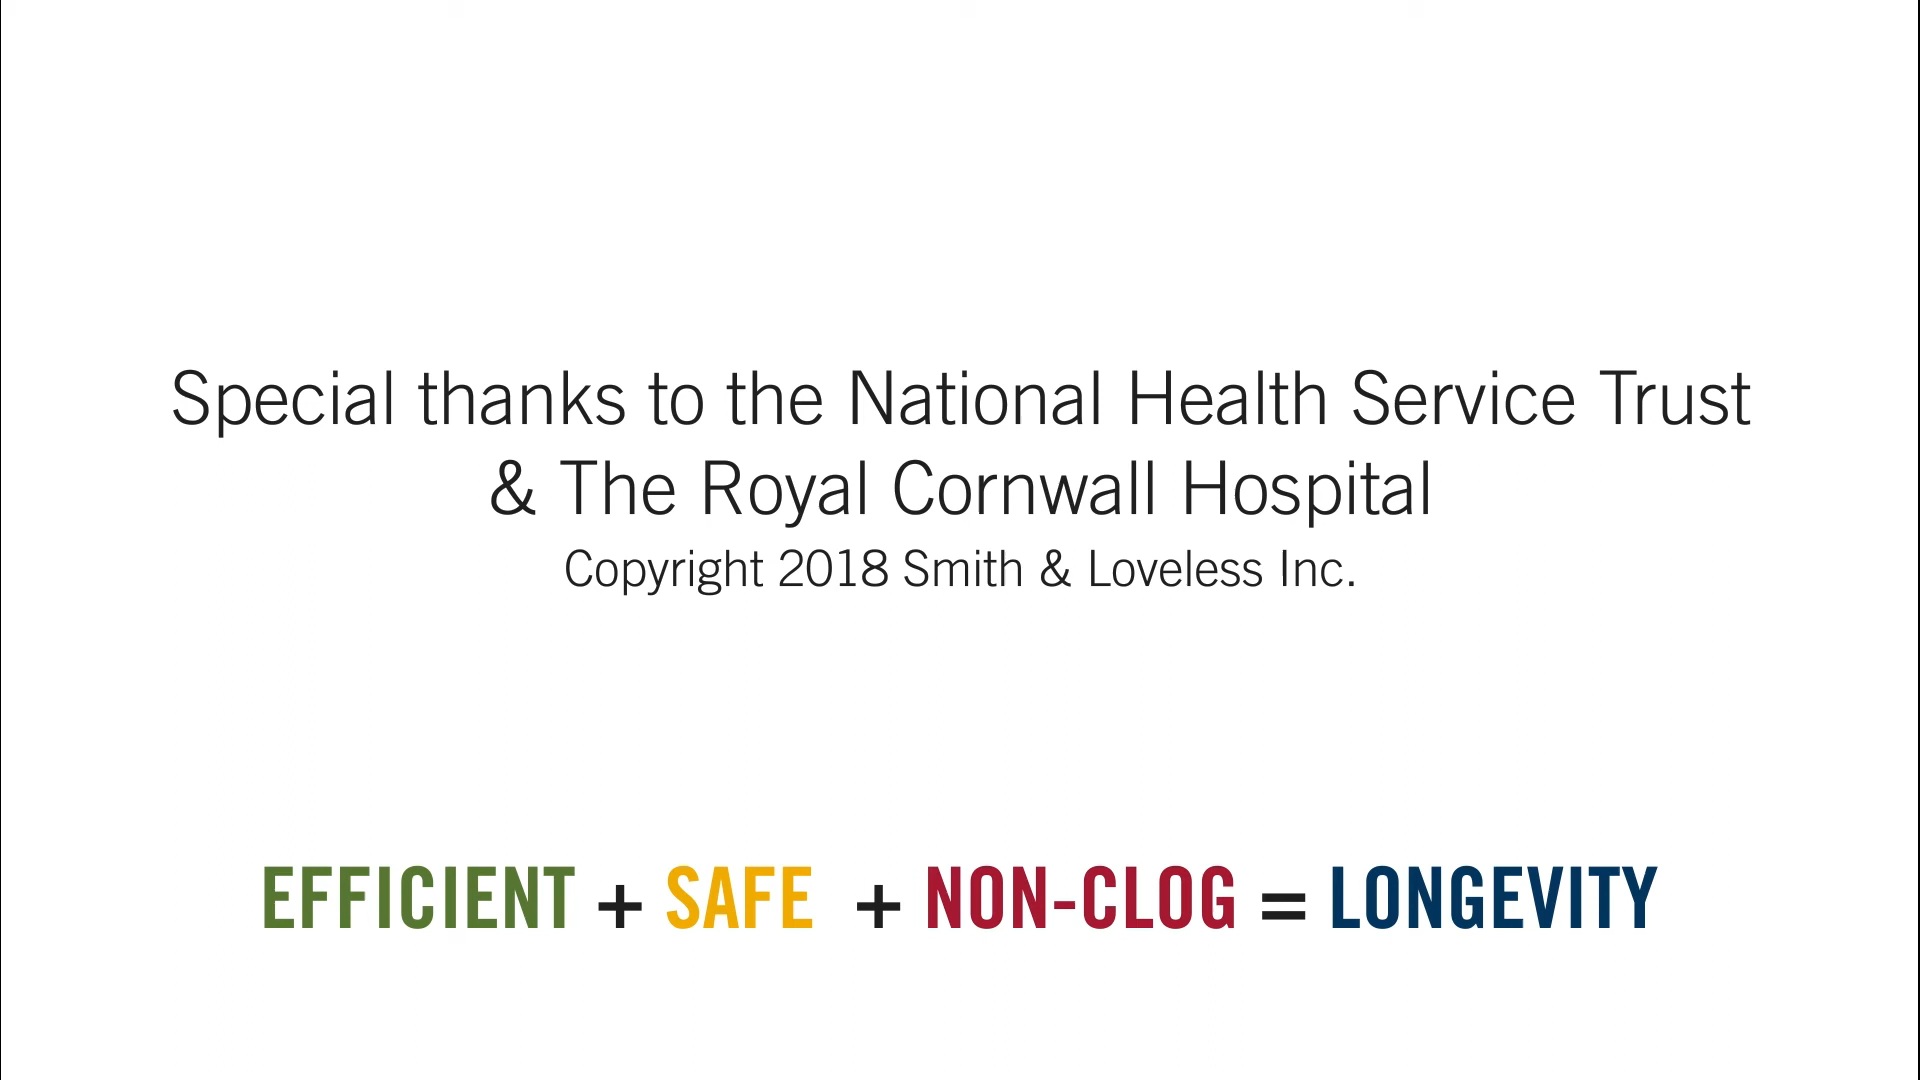 Special thanks to the National Health Service Trust
& The Royal Cornwall Hospital
Copyright 2018 Smith & Loveless Inc.
EFFICIENT + SAFE + NON-CLOG = LONGEVITY